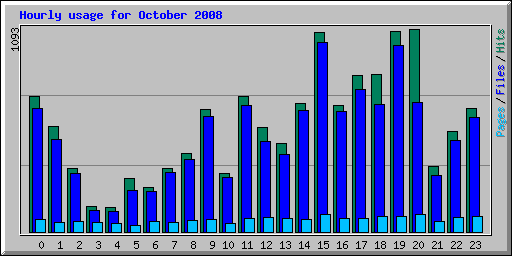 Hourly usage for October 2008
1093
Pages/Files/Hits
0 1 2 3 4 5 6 7 8 9 10 11 12 13 14 15 16 17 18 19 20 21 22 23